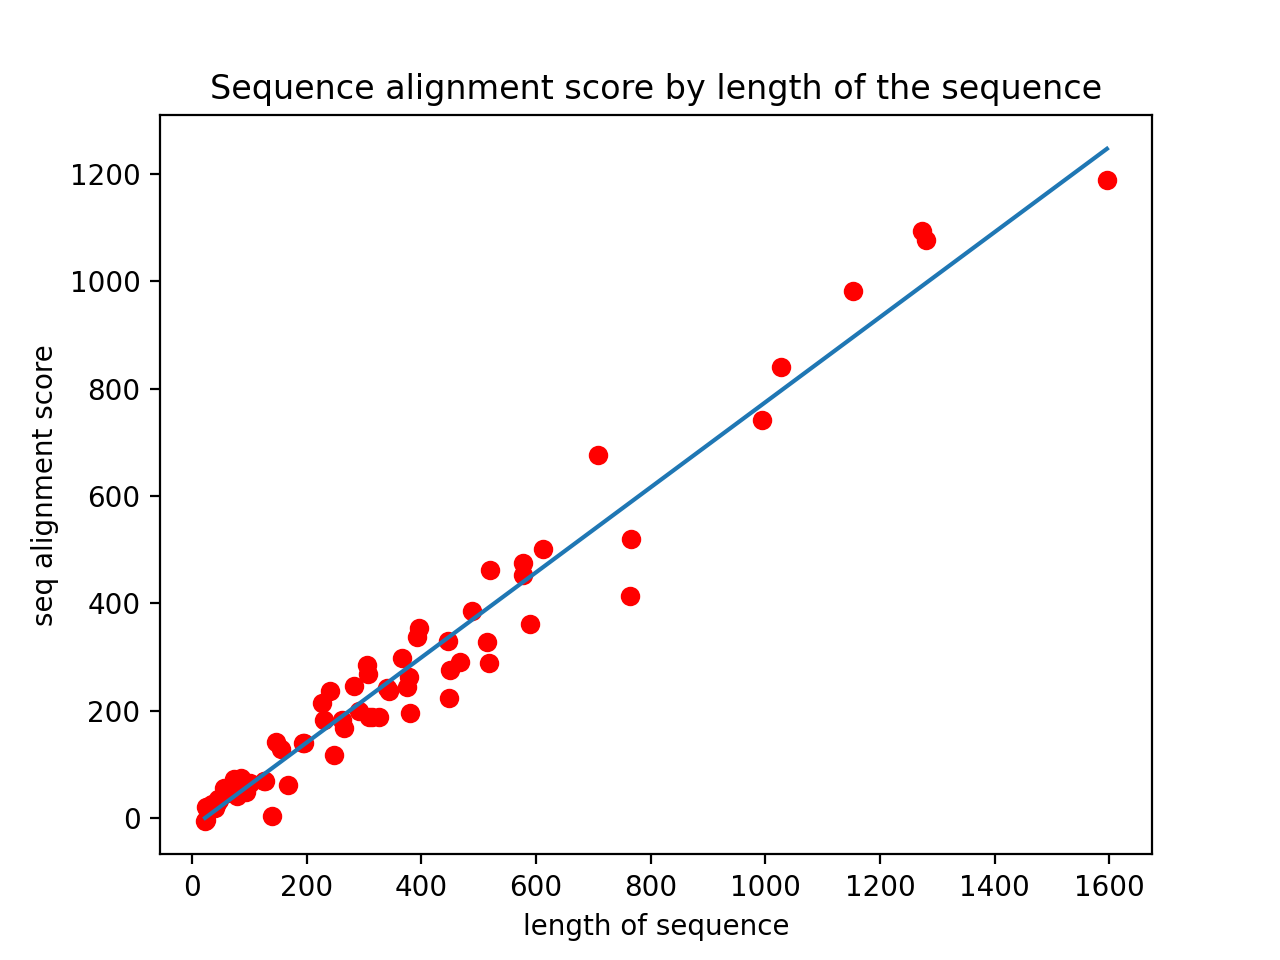 Sequence alignment score by length of the sequence
1200
1000
800
600
400
200
0
seq alignment score
0 200 400 600 800 1000 1200 1400 1600
length of sequence